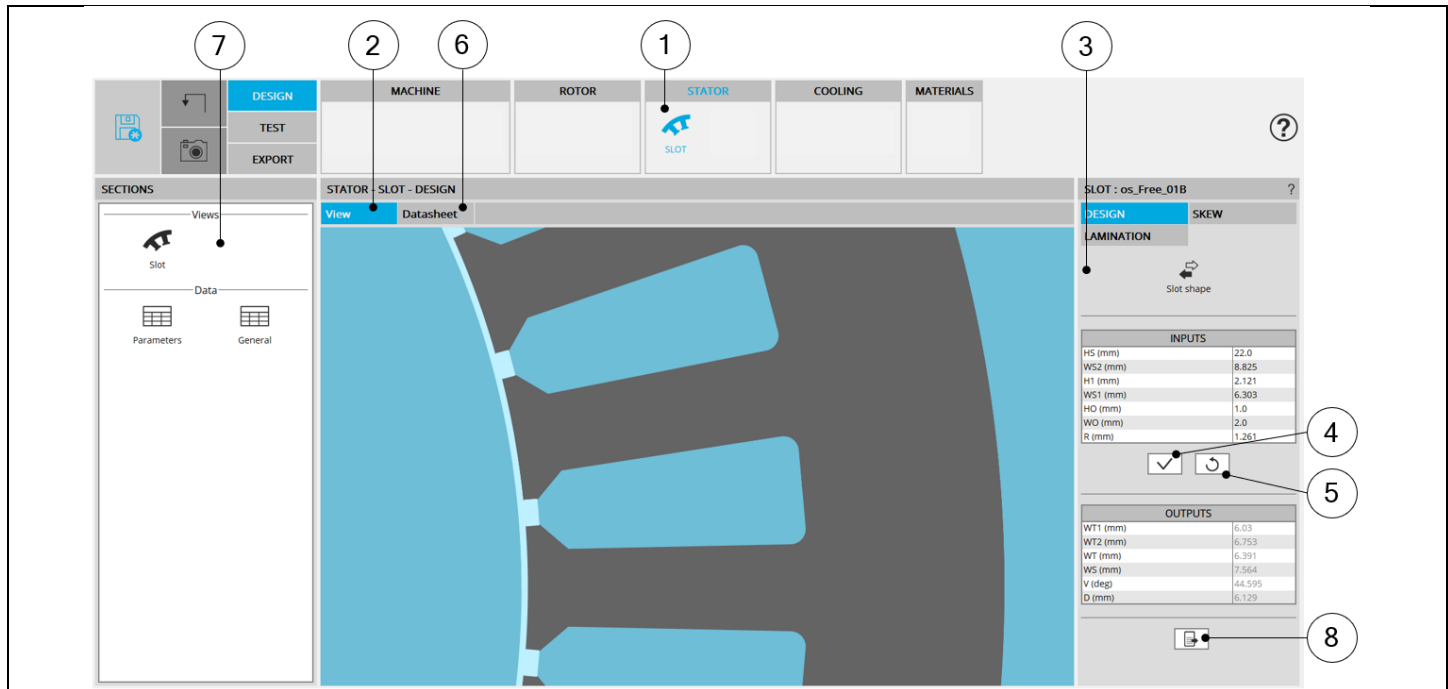 7 2 6 1 3
DESIGN MACHINE ROTOR STATOR COOLING MATERIALS
TEST
?
SLOT
EXPORT
SECTIONS STATOR - SLOT - DESIGN SLOT : os_Free_01B ?
Views View Datasheet DESIGN SKEW
LAMINATION
Slot
Slot shape
Data
Parameters General
INPUTS
HS (mm) 22.0
WS2 (mm) 8.825
H1 (mm) 2.121
WS1 (mm) 6.303
HO (mm) 1.0
WO (mm) 2.0
R (mm) 1.261
4
5
OUTPUTS
WT1 (mm) 6.03
WT2 (mm) 6.753
WT (mm) 6.391
WS (mm) 7.564
V (deg) 44.595
D (mm) 6.129
8